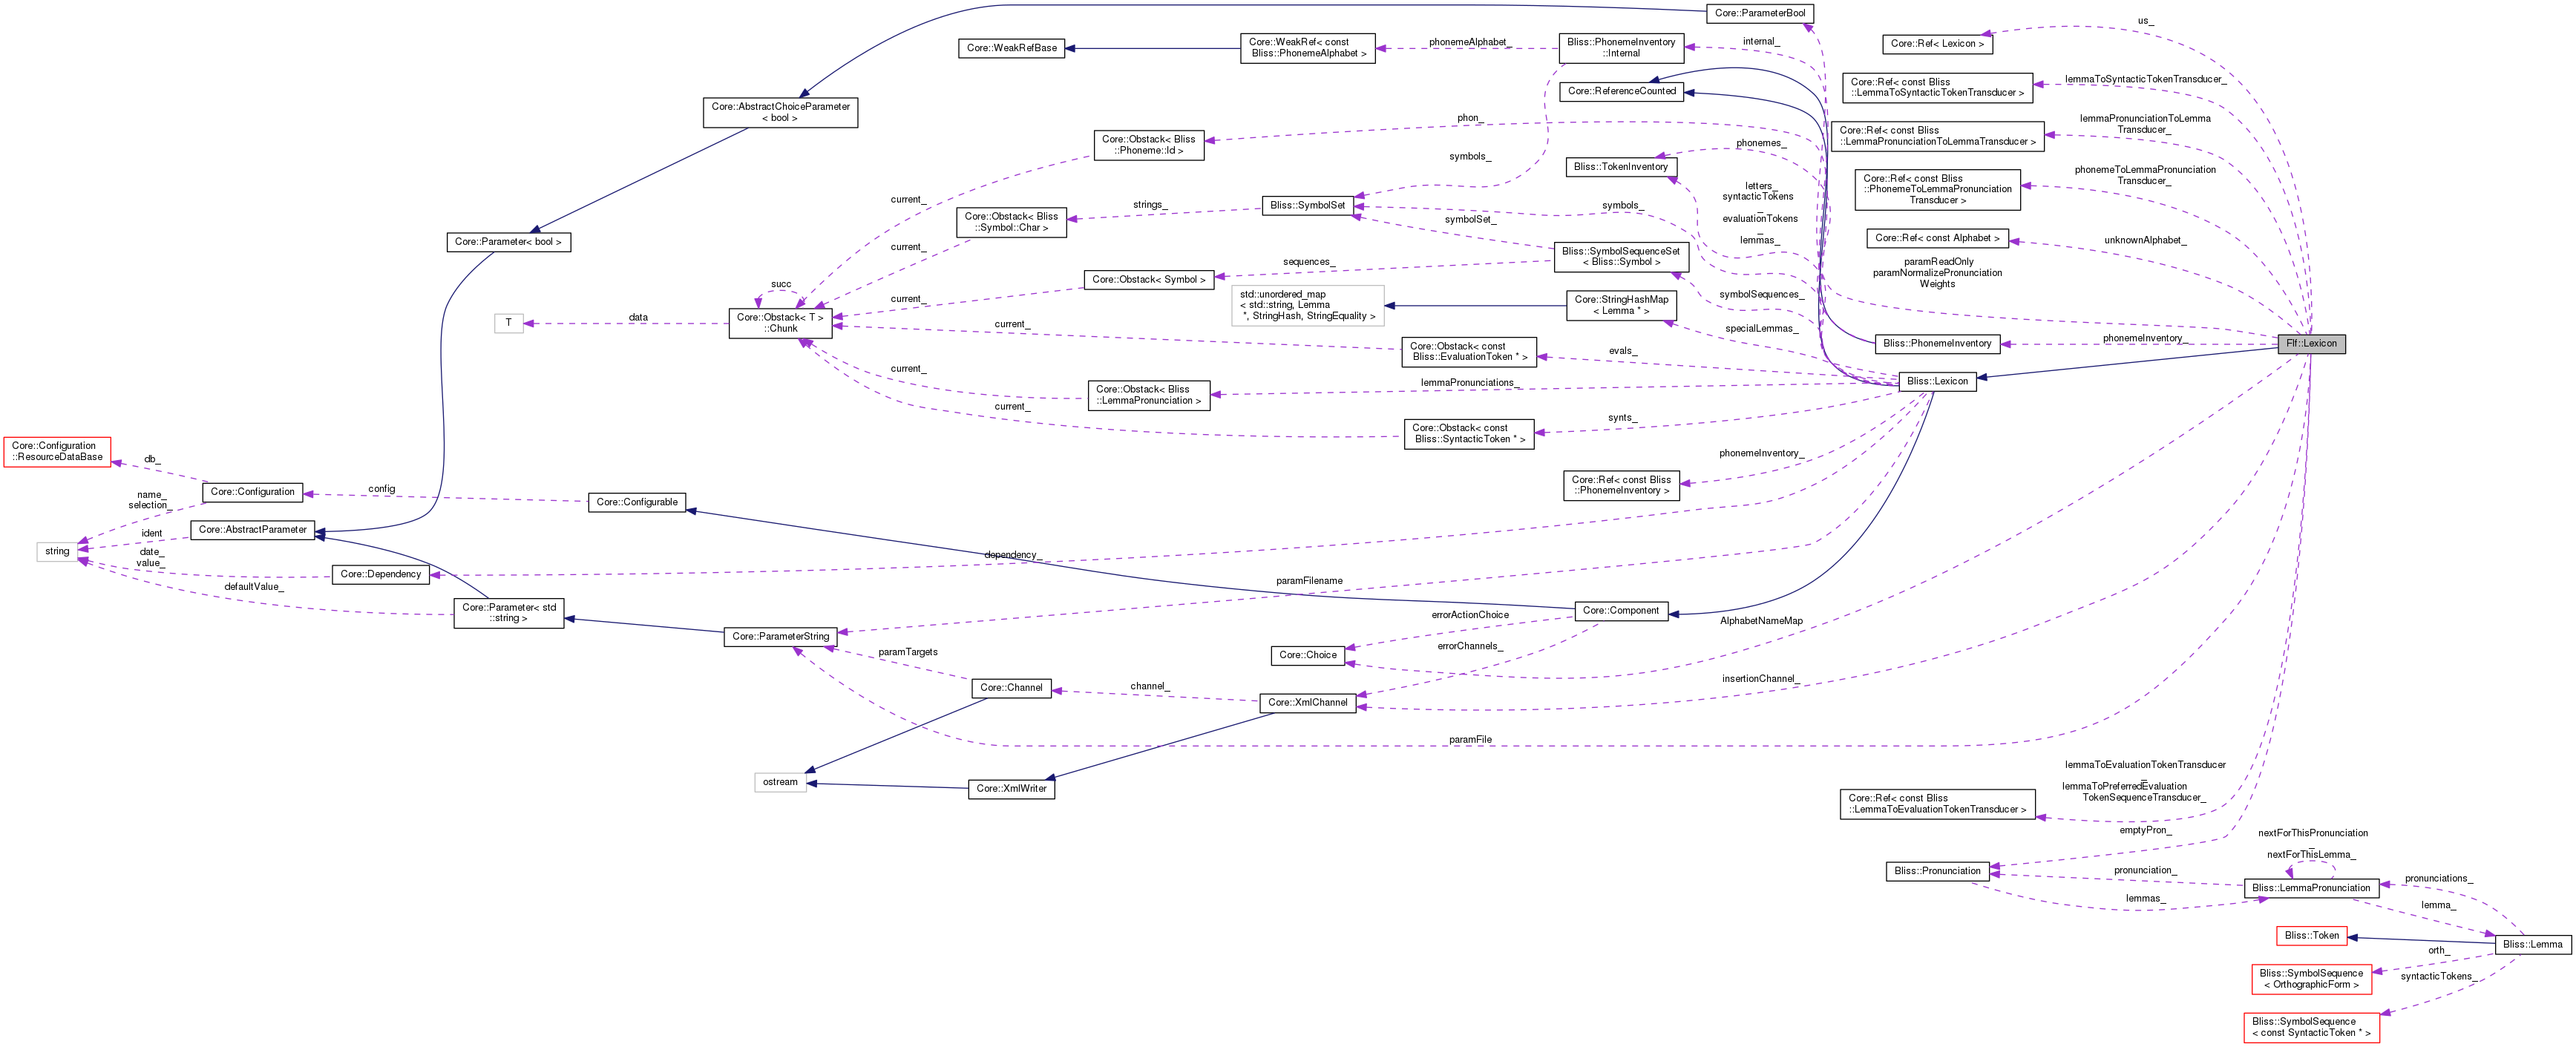 Core::ParameterBool
us_
Core::Ref< Lexicon >
Core::WeakRefBase
Core::WeakRef< const
Bliss::PhonemeAlphabet >
phonemeAlphabet_
Bliss::PhonemeInventory
::Internal
internal_
Core::ReferenceCounted
Core::Ref< const Bliss
::LemmaToSyntacticTokenTransducer >
lemmaToSyntacticTokenTransducer_
Core::AbstractChoiceParameter
< bool >
Core::Ref< const Bliss
::LemmaPronunciationToLemmaTransducer >
lemmaPronunciationToLemma
Transducer_
Core::Obstack< Bliss
::Phoneme::Id >
phon_
symbols_
phonemes_
Bliss::TokenInventory
Core::Ref< const Bliss
::PhonemeToLemmaPronunciation
Transducer >
phonemeToLemmaPronunciation
Transducer_
letters_
syntacticTokens
_
evaluationTokens
_
lemmas_
current_
Core::Obstack< Bliss
::Symbol::Char >
strings_
Bliss::SymbolSet
symbols_
symbolSet_
Core::Parameter< bool >
current_
Core::Ref< const Alphabet >
unknownAlphabet_
Bliss::SymbolSequenceSet
< Bliss::Symbol >
sequences_
Core::Obstack< Symbol >
paramReadOnly
paramNormalizePronunciation
Weights
succ
current_
std::unordered_map
< std::string, Lemma
*, StringHash, StringEquality >
Core::StringHashMap
< Lemma * >
symbolSequences_
T
data
Core::Obstack< T >
::Chunk
current_
specialLemmas_
Bliss::PhonemeInventory
phonemeInventory_
Flf::Lexicon
Core::Obstack< const
Bliss::EvaluationToken * >
evals_
current_
Core::Obstack< Bliss
::LemmaPronunciation >
lemmaPronunciations_
Bliss::Lexicon
current_
Core::Obstack< const
Bliss::SyntacticToken * >
synts_
Core::Configuration
::ResourceDataBase
db_
Core::Configuration
config
Core::Configurable
Core::Ref< const Bliss
::PhonemeInventory >
phonemeInventory_
name_
selection_
Core::AbstractParameter
ident
string
date_
value_
Core::Dependency
dependency_
defaultValue_
Core::Parameter< std
::string >
paramFilename
Core::Component
errorActionChoice
AlphabetNameMap
Core::ParameterString
paramTargets
errorChannels_
Core::Choice
Core::Channel
channel_
insertionChannel_
Core::XmlChannel
paramFile
ostream
Core::XmlWriter
Core::Ref< const Bliss
::LemmaToEvaluationTokenTransducer >
lemmaToEvaluationTokenTransducer
_
lemmaToPreferredEvaluation
TokenSequenceTransducer_
emptyPron_
nextForThisPronunciation
_
nextForThisLemma_
Bliss::Pronunciation
pronunciation_
Bliss::LemmaPronunciation
pronunciations_
lemmas_
lemma_
Bliss::Token
Bliss::Lemma
orth_
Bliss::SymbolSequence
< OrthographicForm >
syntacticTokens_
Bliss::SymbolSequence
< const SyntacticToken * >